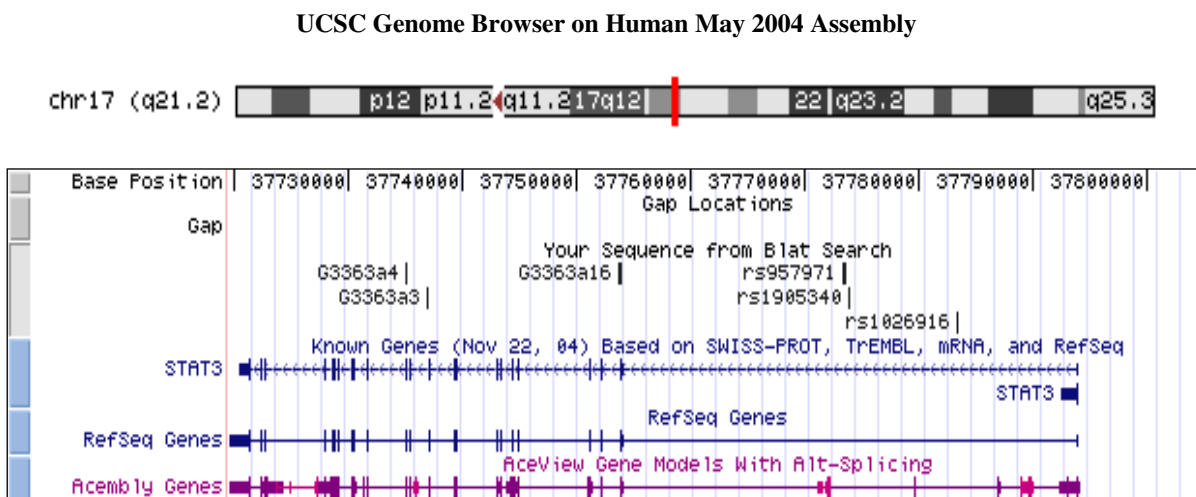 UCSC Genome Browser on Human May 2004 Assembly
chr17 (q21.2) p12 p11.2 q11.2 17q12 22 q23.2 q25.3
Base Position | 37730000| 37740000| 37750000| 37760000| 37770000| 37780000| 37790000| 37800000|
Gap Locations
Gap
Your Sequence from Blat Search
G3363a4 G3363a16 rs957971
G3363a3 rs1905340
rs1026916
Known Genes (Nov 22, 04) Based on SWISS-PROT, TrEMBL, mRNA, and RefSeq
STAT3
STAT3
RefSeq Genes
RefSeq Genes
AceView Gene Models With Alt-Splicing
Acembly Genes